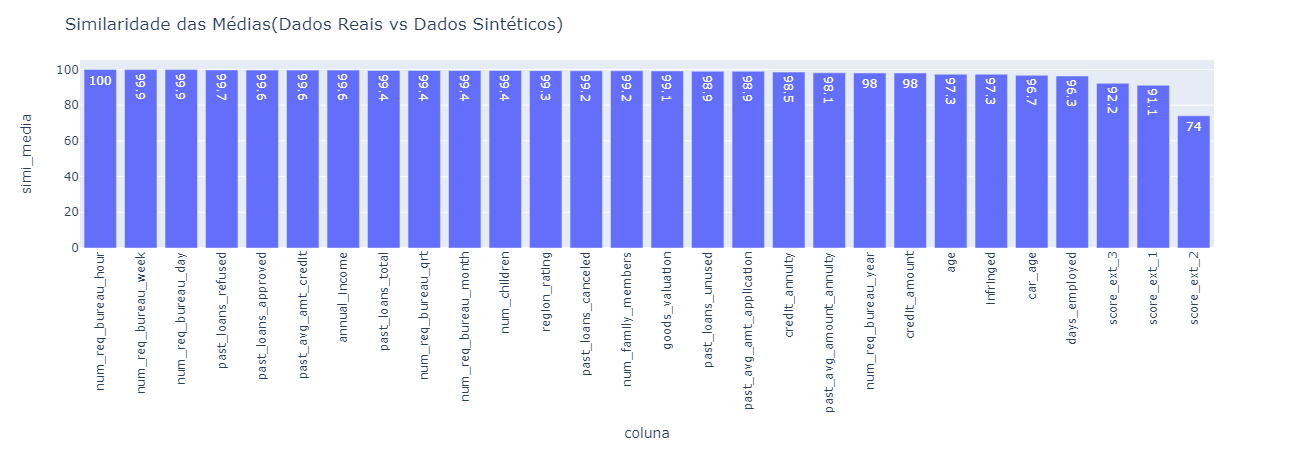 Similaridade das Médias(Dados Reais vs Dados Sintéticos)
simi_media
100
80
60
40
20
0
100
99.9
99.9
99.7
99.6
99.6
99.6
99.4
99.4
99.4
99.4
99.3
99.2
99.2
99.1
98.9
98.9
98.5
98.1
98
98
97.3
97.3
96.7
96.3
92.2
91.1
74
num_req_bureau_hour
num_req_bureau_week
num_req_bureau_day
past_loans_refused
past_loans_approved
past_avg_amt_credit
annual_income
past_loans_total
num_req_bureau_qrt
num_req_bureau_month
num_children
region_rating
past_loans_canceled
num_family_members
goods_valuation
past_loans_unused
past_avg_amt_application
credit_annuity
past_avg_amount_annuity
num_req_bureau_year
credit_amount
age
infringed
car_age
days_employed
score_ext_3
score_ext_1
score_ext_2
coluna